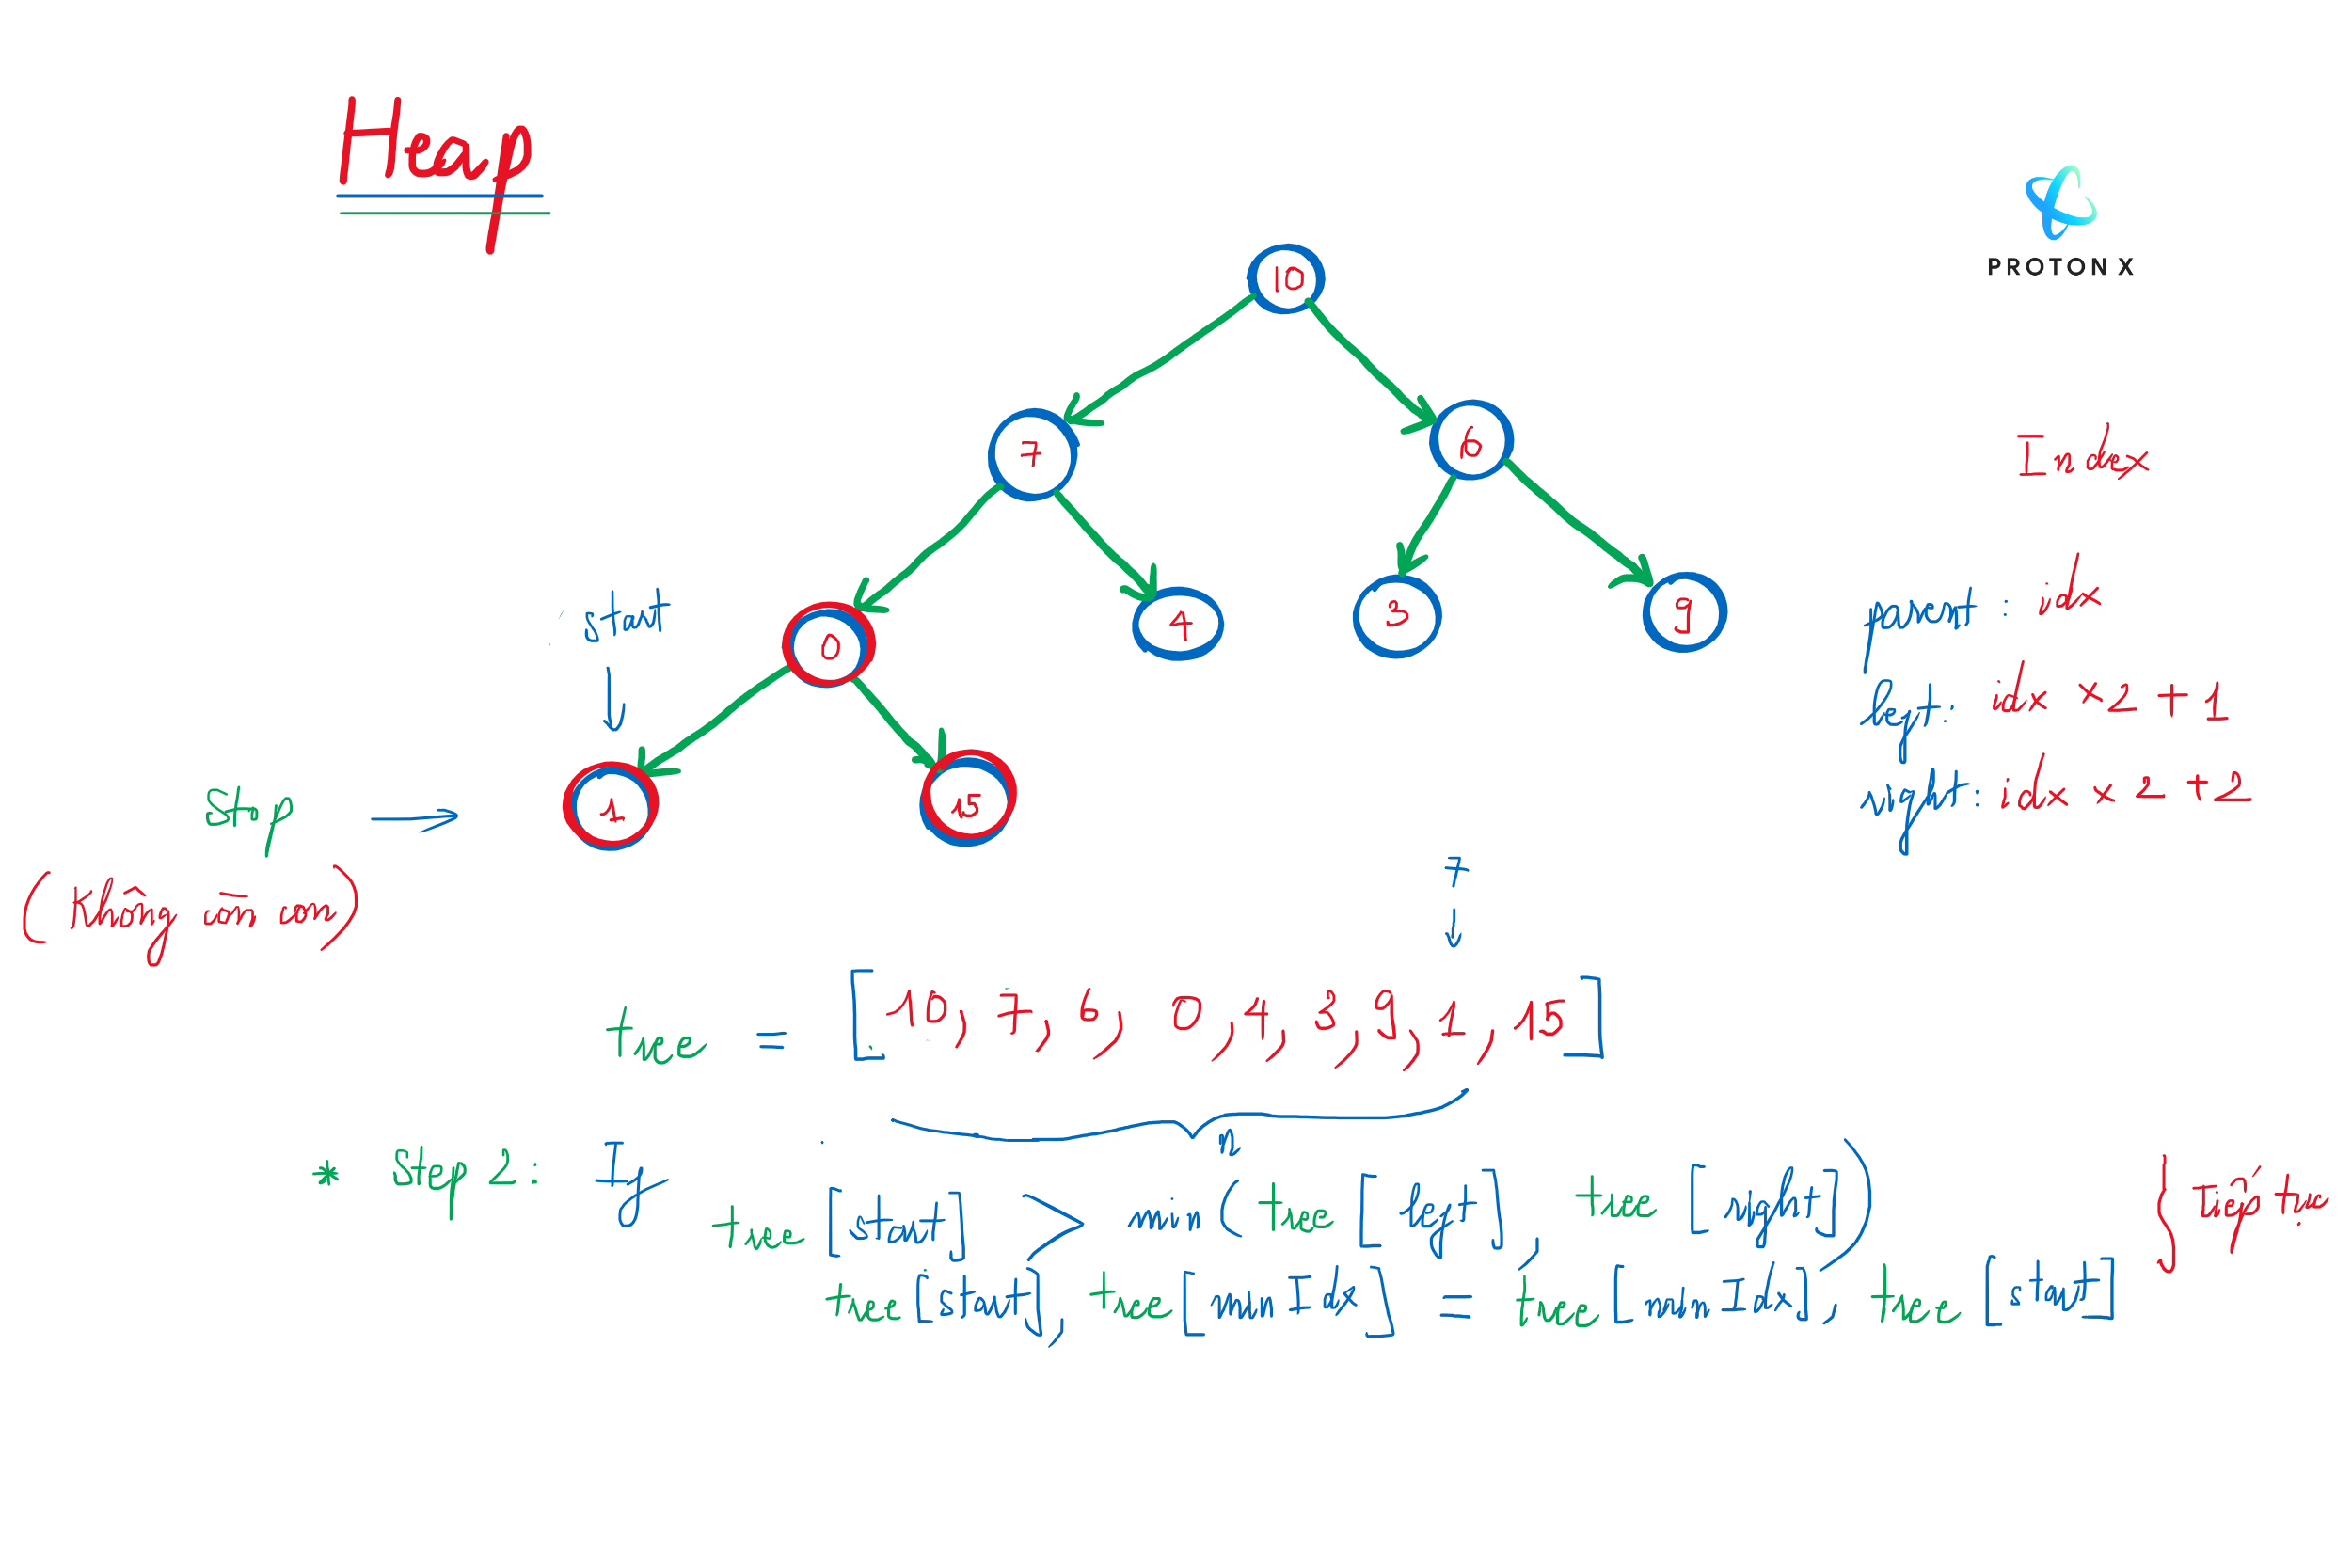 Heap
PROTON X
10
7
6
Index
start
0
4
3
9
parent : idx
left: idx x 2 + 1
right: idx x 2 + 2
Stop
1
15
(Không còn con)
7
tree = [10, 7, 6, 0, 4, 3, 9, 1, 15]
n
* Step 2: If
tree [start] > min (tree [left], tree [right])
tree [start], tree [minIdx] = tree [minIdx], tree [start]
} Tiếp tục